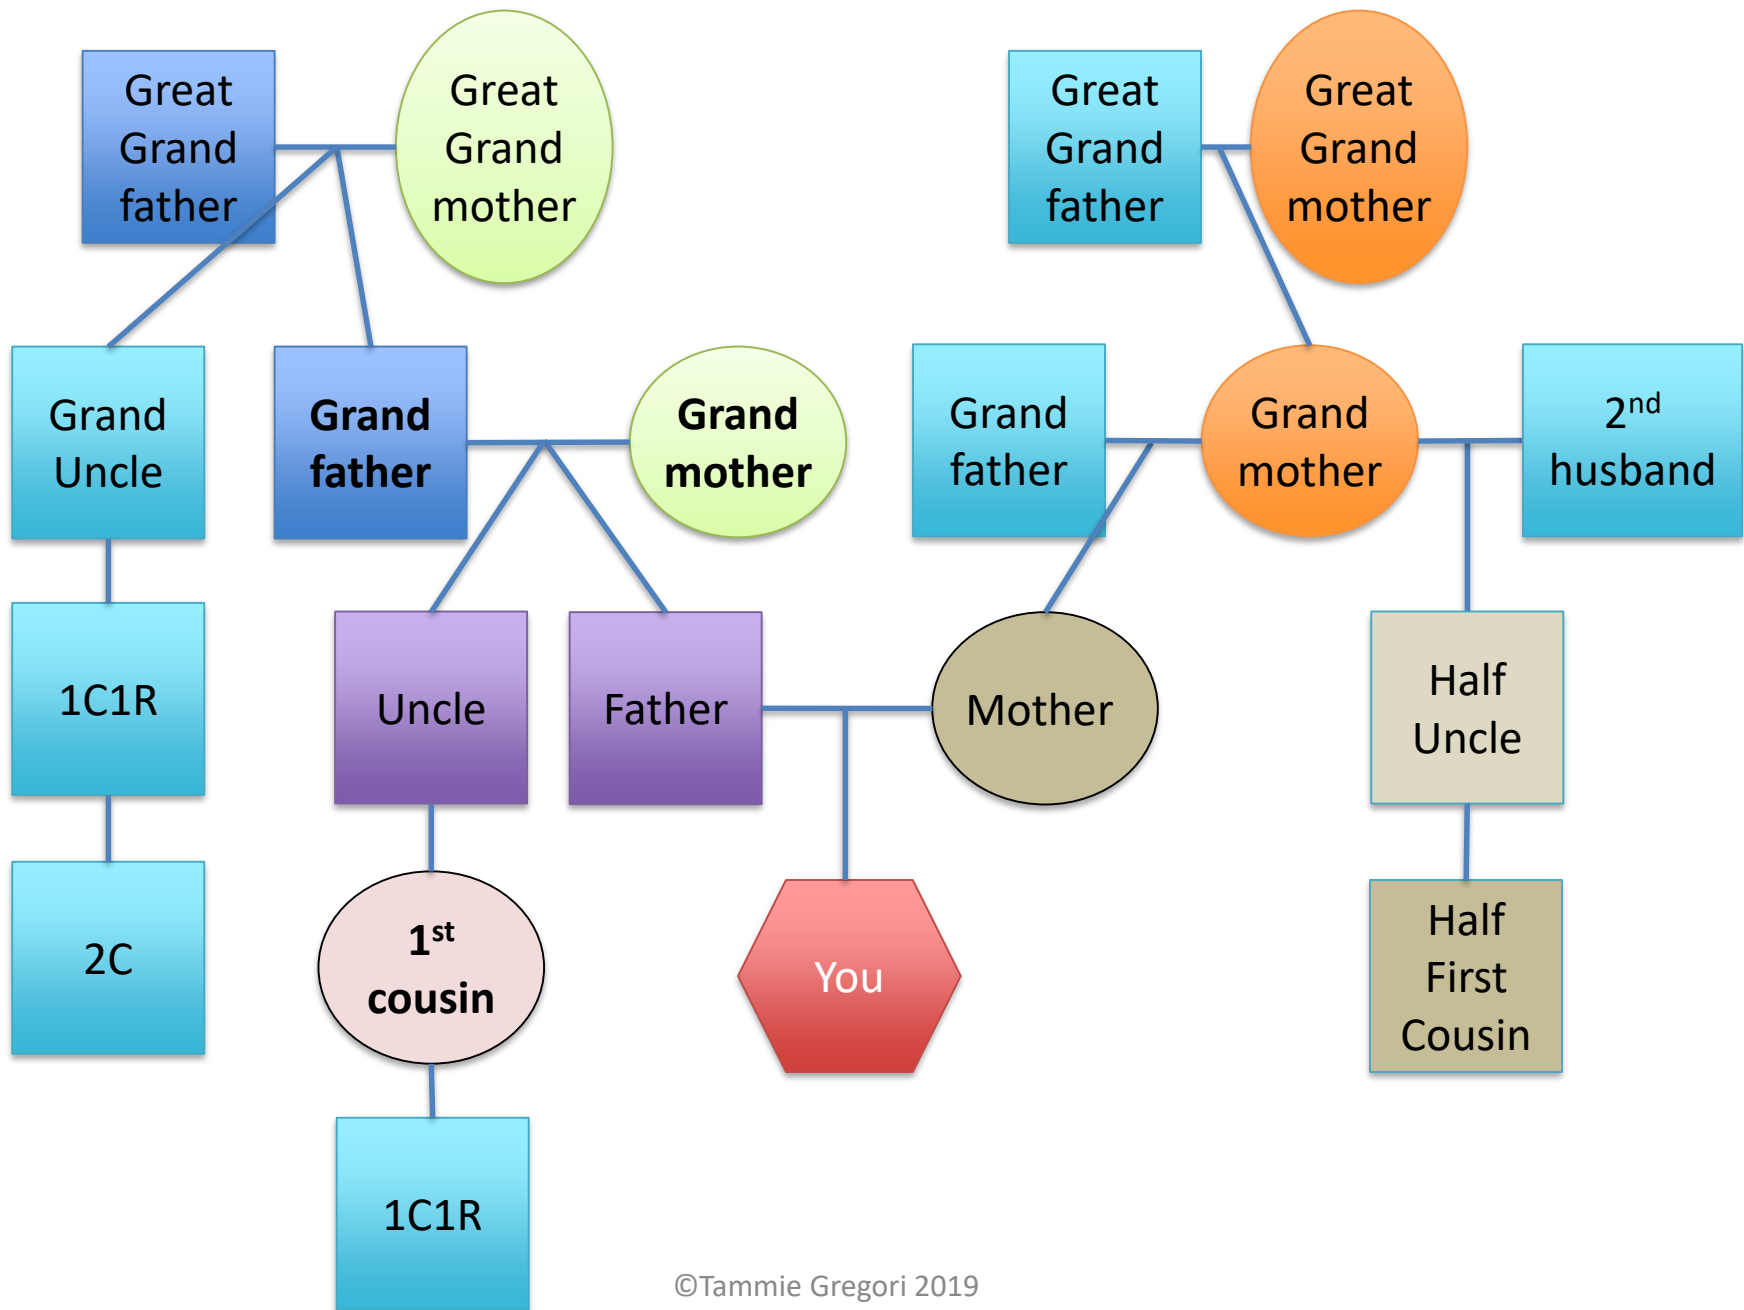 Great
Grand
father
Great
Grand
mother
Great
Grand
father
Great
Grand
mother
Grand
Uncle
Grand
father
Grand
mother
Grand
father
Grand
mother
2nd
husband
1C1R
Uncle
Father
Mother
Half
Uncle
2C
1st
cousin
You
Half
First
Cousin
1C1R
©Tammie Gregori 2019